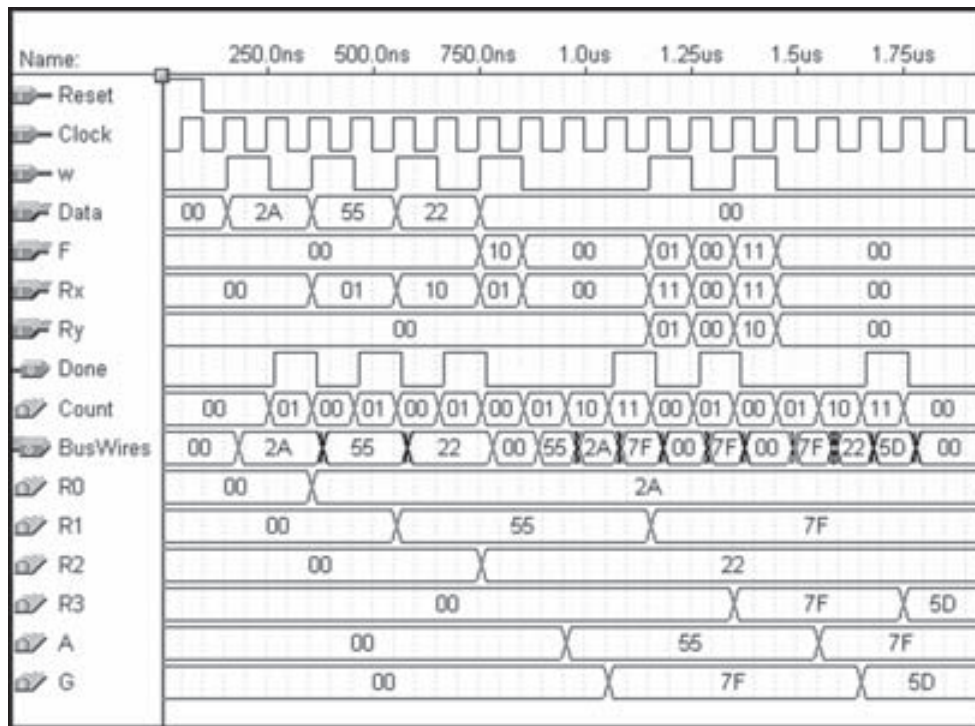 Name: 250.0ns 500.0ns 750.0ns 1.0us 1.25us 1.5us 1.75us
Reset
Clock
w
Data 00 2A 55 22 00
F 00 10 00 01 00 11 00
Rx 00 01 10 01 00 11 00 11 00
Ry 00 01 00 10 00
Done
Count 00 01 00 01 00 01 00 01 10 11 00 01 00 01 10 11 00
BusWires 00 2A 55 22 00 55 2A 7F 00 7F 00 7F 22 5D 00
R0 00 2A
R1 00 55 7F
R2 00 22
R3 00 7F 5D
A 00 55 7F
G 00 7F 5D